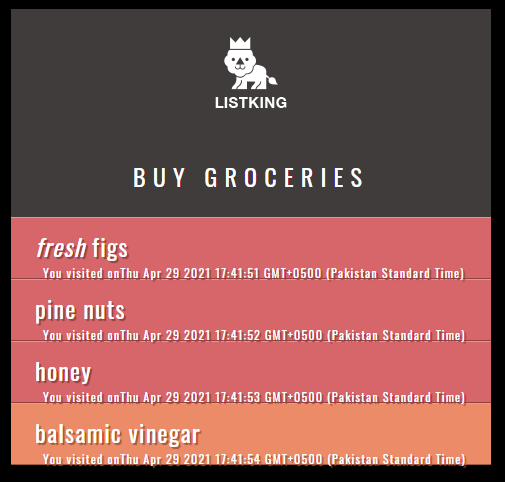 LISTKING
BUY GROCERIES
fresh figs
You visited onThu Apr 29 2021 17:41:51 GMT+0500 (Pakistan Standard Time)
pine nuts
You visited onThu Apr 29 2021 17:41:52 GMT+0500 (Pakistan Standard Time)
honey
You visited onThu Apr 29 2021 17:41:53 GMT+0500 (Pakistan Standard Time)
balsamic vinegar
You visited onThu Apr 29 2021 17:41:54 GMT+0500 (Pakistan Standard Time)